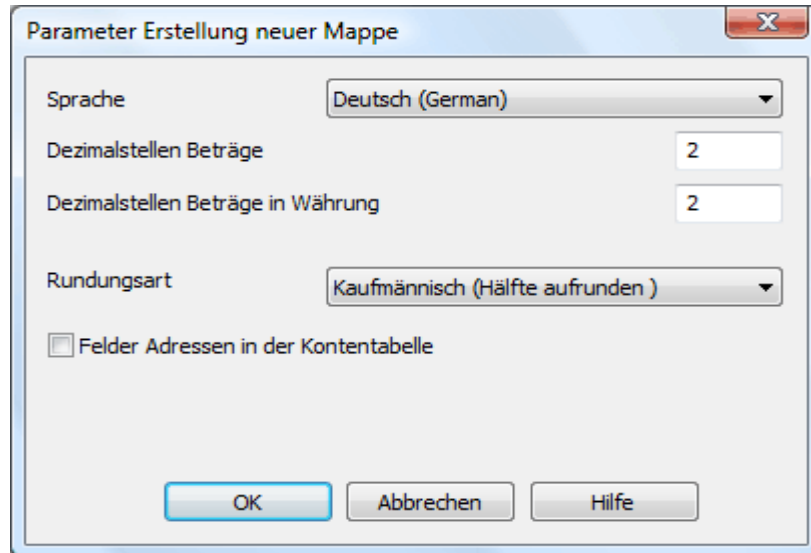 Parameter Erstellung neuer Mappe
Sprache Deutsch (German)
Dezimalstellen Beträge 2
Dezimalstellen Beträge in Währung 2
Rundungsart Kaufmännisch (Hälfte aufrunden )
Felder Adressen in der Kontentabelle
OK Abbrechen Hilfe